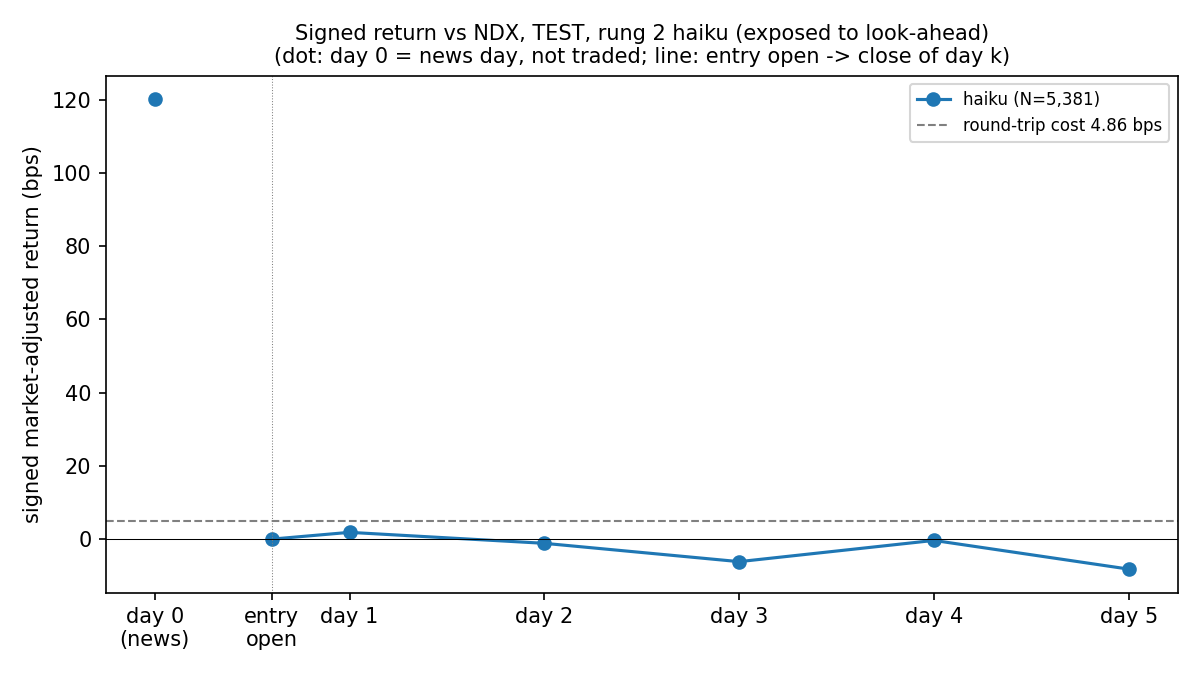 Signed return vs NDX, TEST, rung 2 haiku (exposed to look-ahead)
(dot: day 0 = news day, not traded; line: entry open -> close of day k)
signed market-adjusted return (bps)
120
100
80
60
40
20
0
haiku (N=5,381)
round-trip cost 4.86 bps
day 0
(news)
entry
open
day 1
day 2
day 3
day 4
day 5